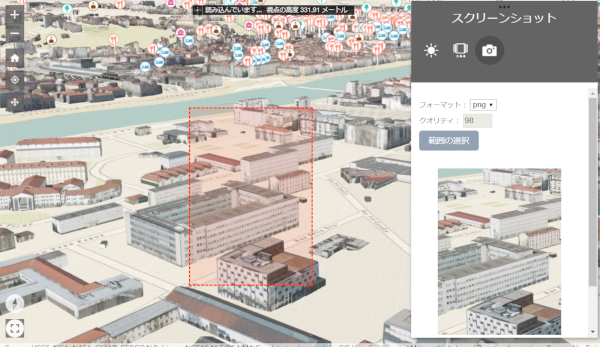 読み込んでいます... 視点の高度 331.91 メートル
スクリーンショット
フォーマット： png
クオリティ： 98
範囲の選択